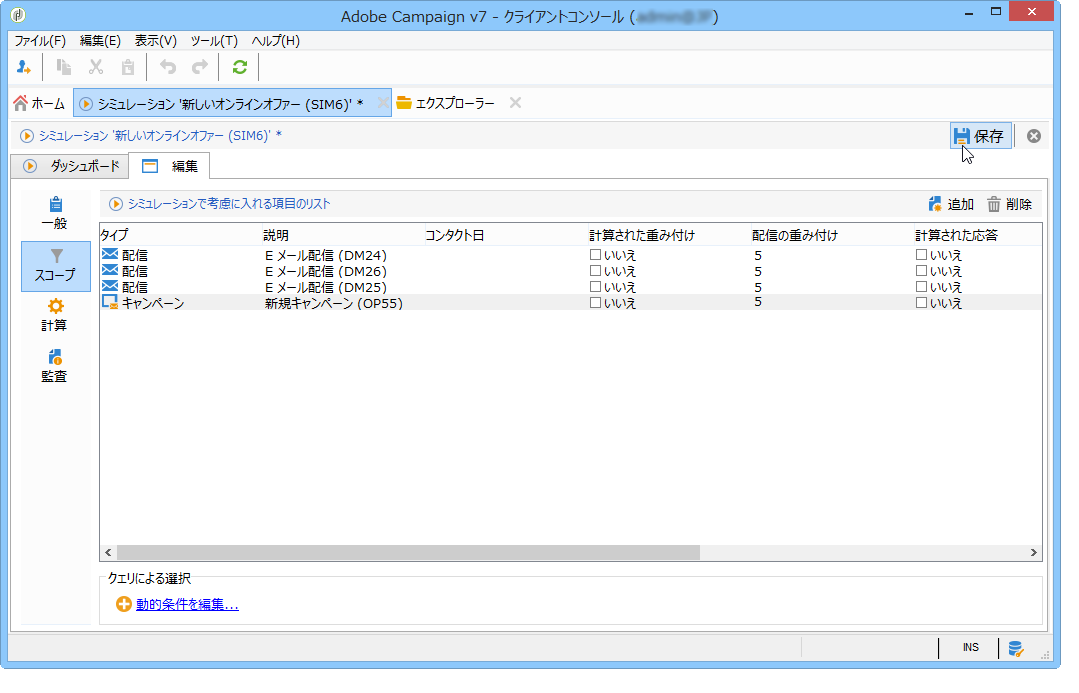 Adobe Campaign v7 - クライアントコンソール ( )
ファイル(F) 編集(E) 表示(V) ツール(T) ヘルプ(H)
ホーム シミュレーション '新しいオンラインオファー (SIM6)' * エクスプローラー
シミュレーション '新しいオンラインオファー (SIM6)' * 保存
ダッシュボード 編集
一般
スコープ
計算
監査
シミュレーションで考慮に入れる項目のリスト 追加 削除
タイプ 説明 コンタクト日 計算された重み付け 配信の重み付け 計算された応答
配信 E メール配信 (DM24) いいえ 5 いいえ
配信 E メール配信 (DM26) いいえ 5 いいえ
配信 E メール配信 (DM25) いいえ 5 いいえ
キャンペーン 新規キャンペーン (OP55) いいえ 5 いいえ
クエリによる選択
動的条件を編集...
INS